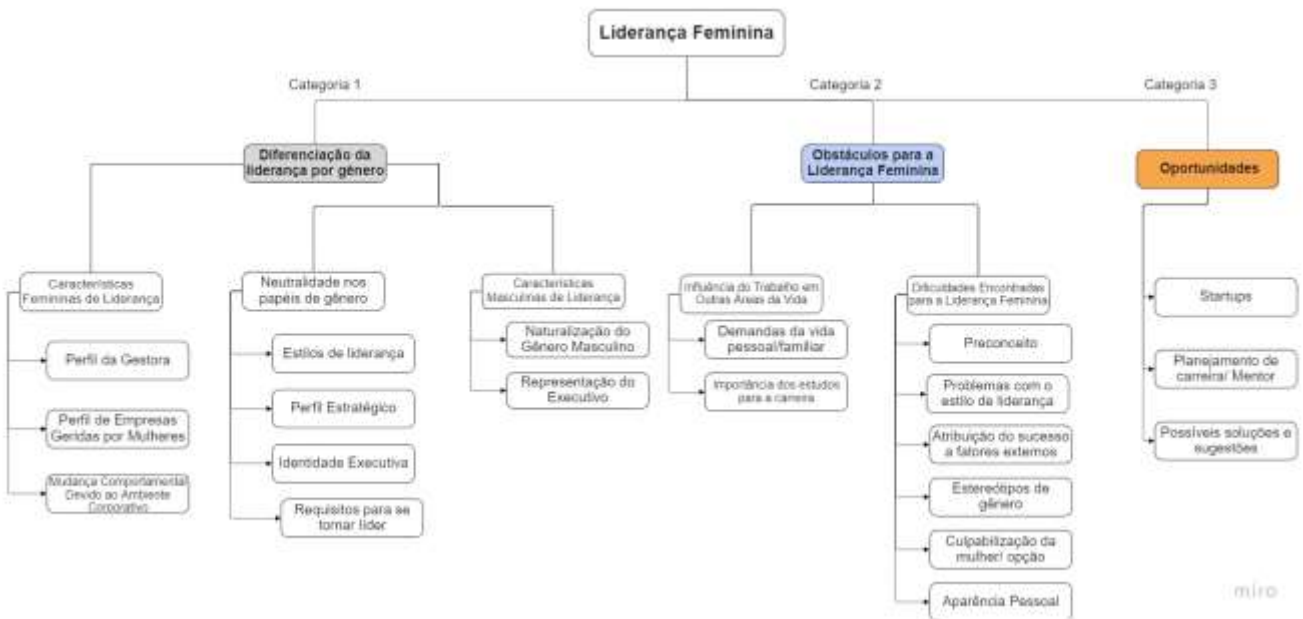 Liderança Feminina
Categoria 1
Categoria 2
Categoria 3
Diferenciação da
liderança por gênero
Obstáculos para a
Liderança Feminina
Oportunidades
Características
Femininas de Liderança
Perfil da Gestora
Perfil de Empresas
Geridas por Mulheres
Mudança Comportamental
Devido ao Ambiente
Corporativo
Neutralidade nos
papéis de gênero
Estilos de liderança
Perfil Estratégico
Identidade Executiva
Requisitos para se
tornar líder
Características
Masculinas de Liderança
Naturalização do
Gênero Masculino
Representação do
Executivo
Influência do Trabalho em
Outras Áreas da Vida
Demandas da vida
pessoal/familiar
Importância dos estudos
para a carreira
Dificuldades Encontradas
para a Liderança Feminina
Preconceito
Problemas com o
estilo de liderança
Atribuição do sucesso
a fatores externos
Estereótipos de
gênero
Culpabilização da
mulher/ opção
Aparência Pessoal
Startups
Planejamento de
carreira/ Mentor
Possíveis soluções e
sugestões
miro